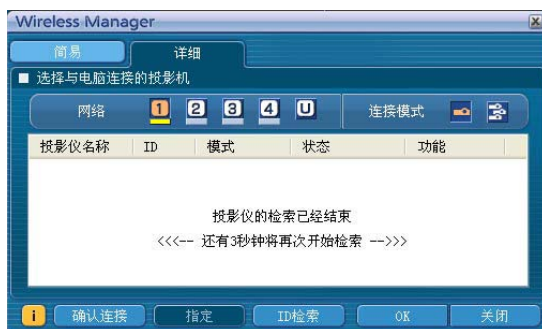 Wireless Manager
简易 详细
■ 选择与电脑连接的投影机
网络 1 2 3 4 U 连接模式
投影仪名称 ID 模式 状态 功能
投影仪的检索已经结束
<<<-- 还有3秒钟将再次开始检索 -->>>
i 确认连接 指定 ID检索 OK 关闭